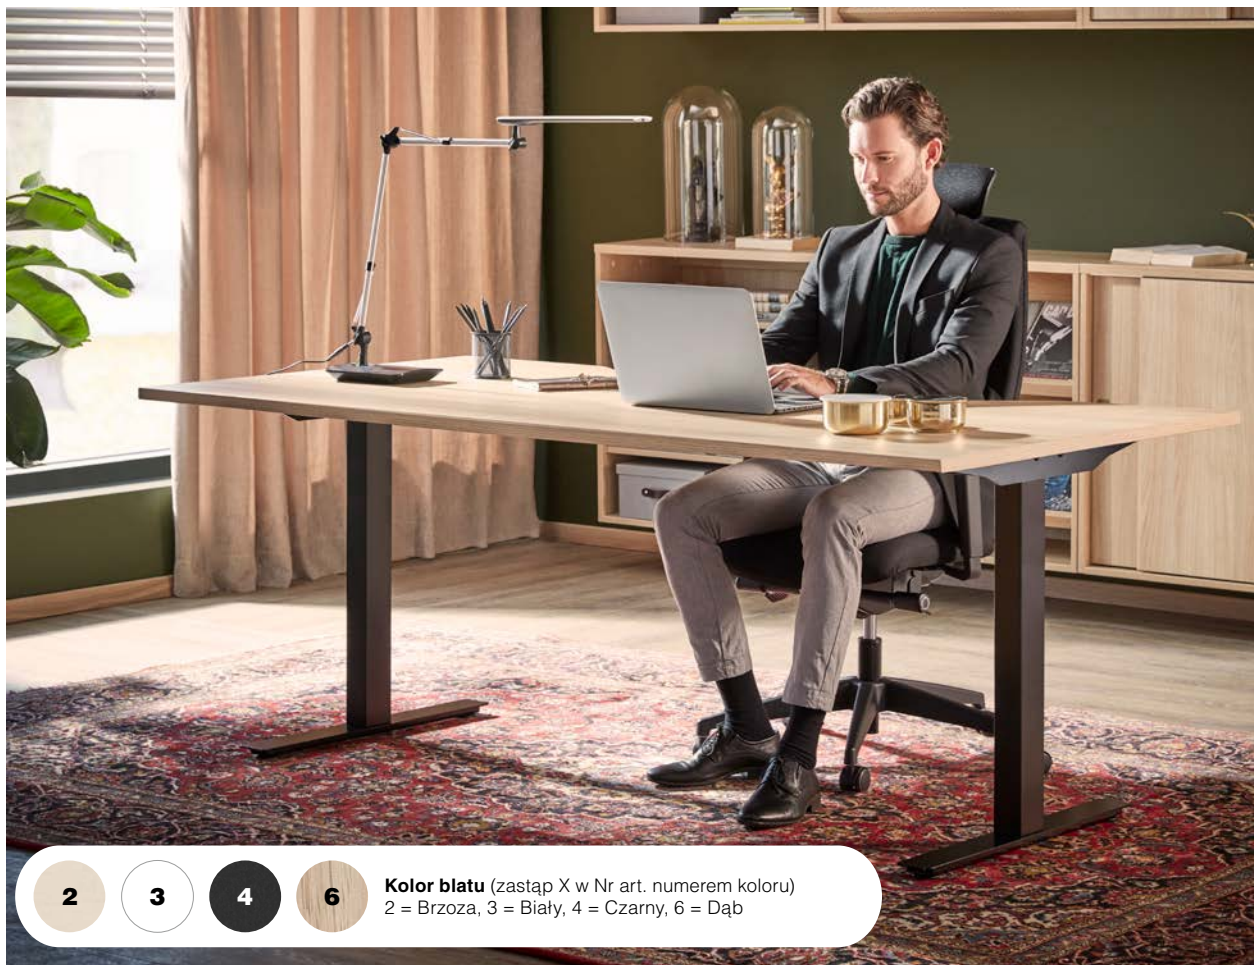 2 3 4 6
Kolor blatu (zastąp X w Nr art. numerem koloru)
2 = Brzoza, 3 = Biały, 4 = Czarny, 6 = Dąb